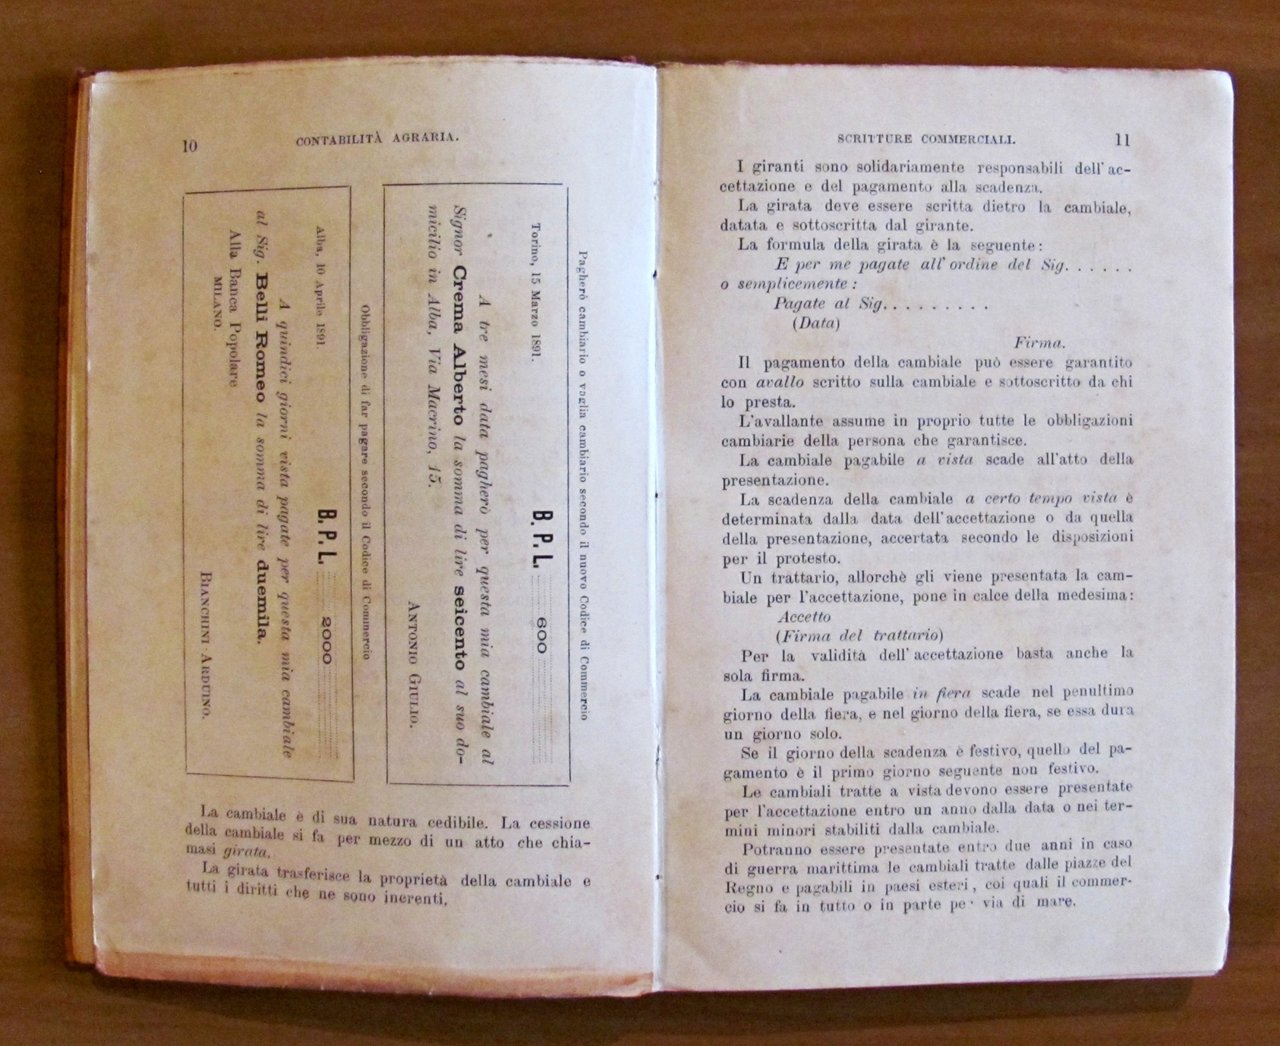 10
CONTABILITÀ AGRARIA.
Pagherò cambiario o vaglia cambiario secondo il nuovo Codice di Commercio
Torino, 15 Marzo 1891.
B. P. L. 600
A tre mesi data pagherò per questa mia cambiale al
Signor Crema Alberto la somma di lire seicento al suo do-
micilio in Alba, Via Macrino, 15.
ANTONIO GIULIO.
Obbligazione di far pagare secondo il Codice di Commercio
Alba, 10 Aprile 1891
B. P. L. 2000
A quindici giorni vista pagate per questa mia cambiale
al Sig. Belli Romeo la somma di lire duemila.
Alla Banca Popolare
MILANO.
BIANCHINI ARDUINO.
La cambiale è di sua natura cedibile. La cessione
della cambiale si fa per mezzo di un atto che chia-
masi girata.
La girata trasferisce la proprietà della cambiale e
tutti i diritti che ne sono inerenti.
SCRITTURE COMMERCIALI.
11
I giranti sono solidariamente responsabili dell'ac-
cettazione e del pagamento alla scadenza.
La girata deve essere scritta dietro la cambiale,
datata e sottoscritta dal girante.
La formula della girata è la seguente:
E per me pagate all'ordine del Sig. . . . . .
o semplicemente:
Pagate al Sig. . . . . . . . .
(Data)
Firma.
Il pagamento della cambiale può essere garantito
con avallo scritto sulla cambiale e sottoscritto da chi
lo presta.
L'avallante assume in proprio tutte le obbligazioni
cambiarie della persona che garantisce.
La cambiale pagabile a vista scade all'atto della
presentazione.
La scadenza della cambiale a certo tempo vista è
determinata dalla data dell'accettazione o da quella
della presentazione, accertata secondo le disposizioni
per il protesto.
Un trattario, allorchè gli viene presentata la cam-
biale per l'accettazione, pone in calce della medesima:
Accetto
(Firma del trattario)
Per la validità dell'accettazione basta anche la
sola firma.
La cambiale pagabile in fiera scade nel penultimo
giorno della fiera, e nel giorno della fiera, se essa dura
un giorno solo.
Se il giorno della scadenza è festivo, quello del pa-
gamento è il primo giorno seguente non festivo.
Le cambiali tratte a vista devono essere presentate
per l'accettazione entro un anno dalla data o nei ter-
mini minori stabiliti dalla cambiale.
Potranno essere presentate entro due anni in caso
di guerra marittima le cambiali tratte dalle piazze del
Regno e pagabili in paesi esteri, coi quali il commer-
cio si fa in tutto o in parte per via di mare.